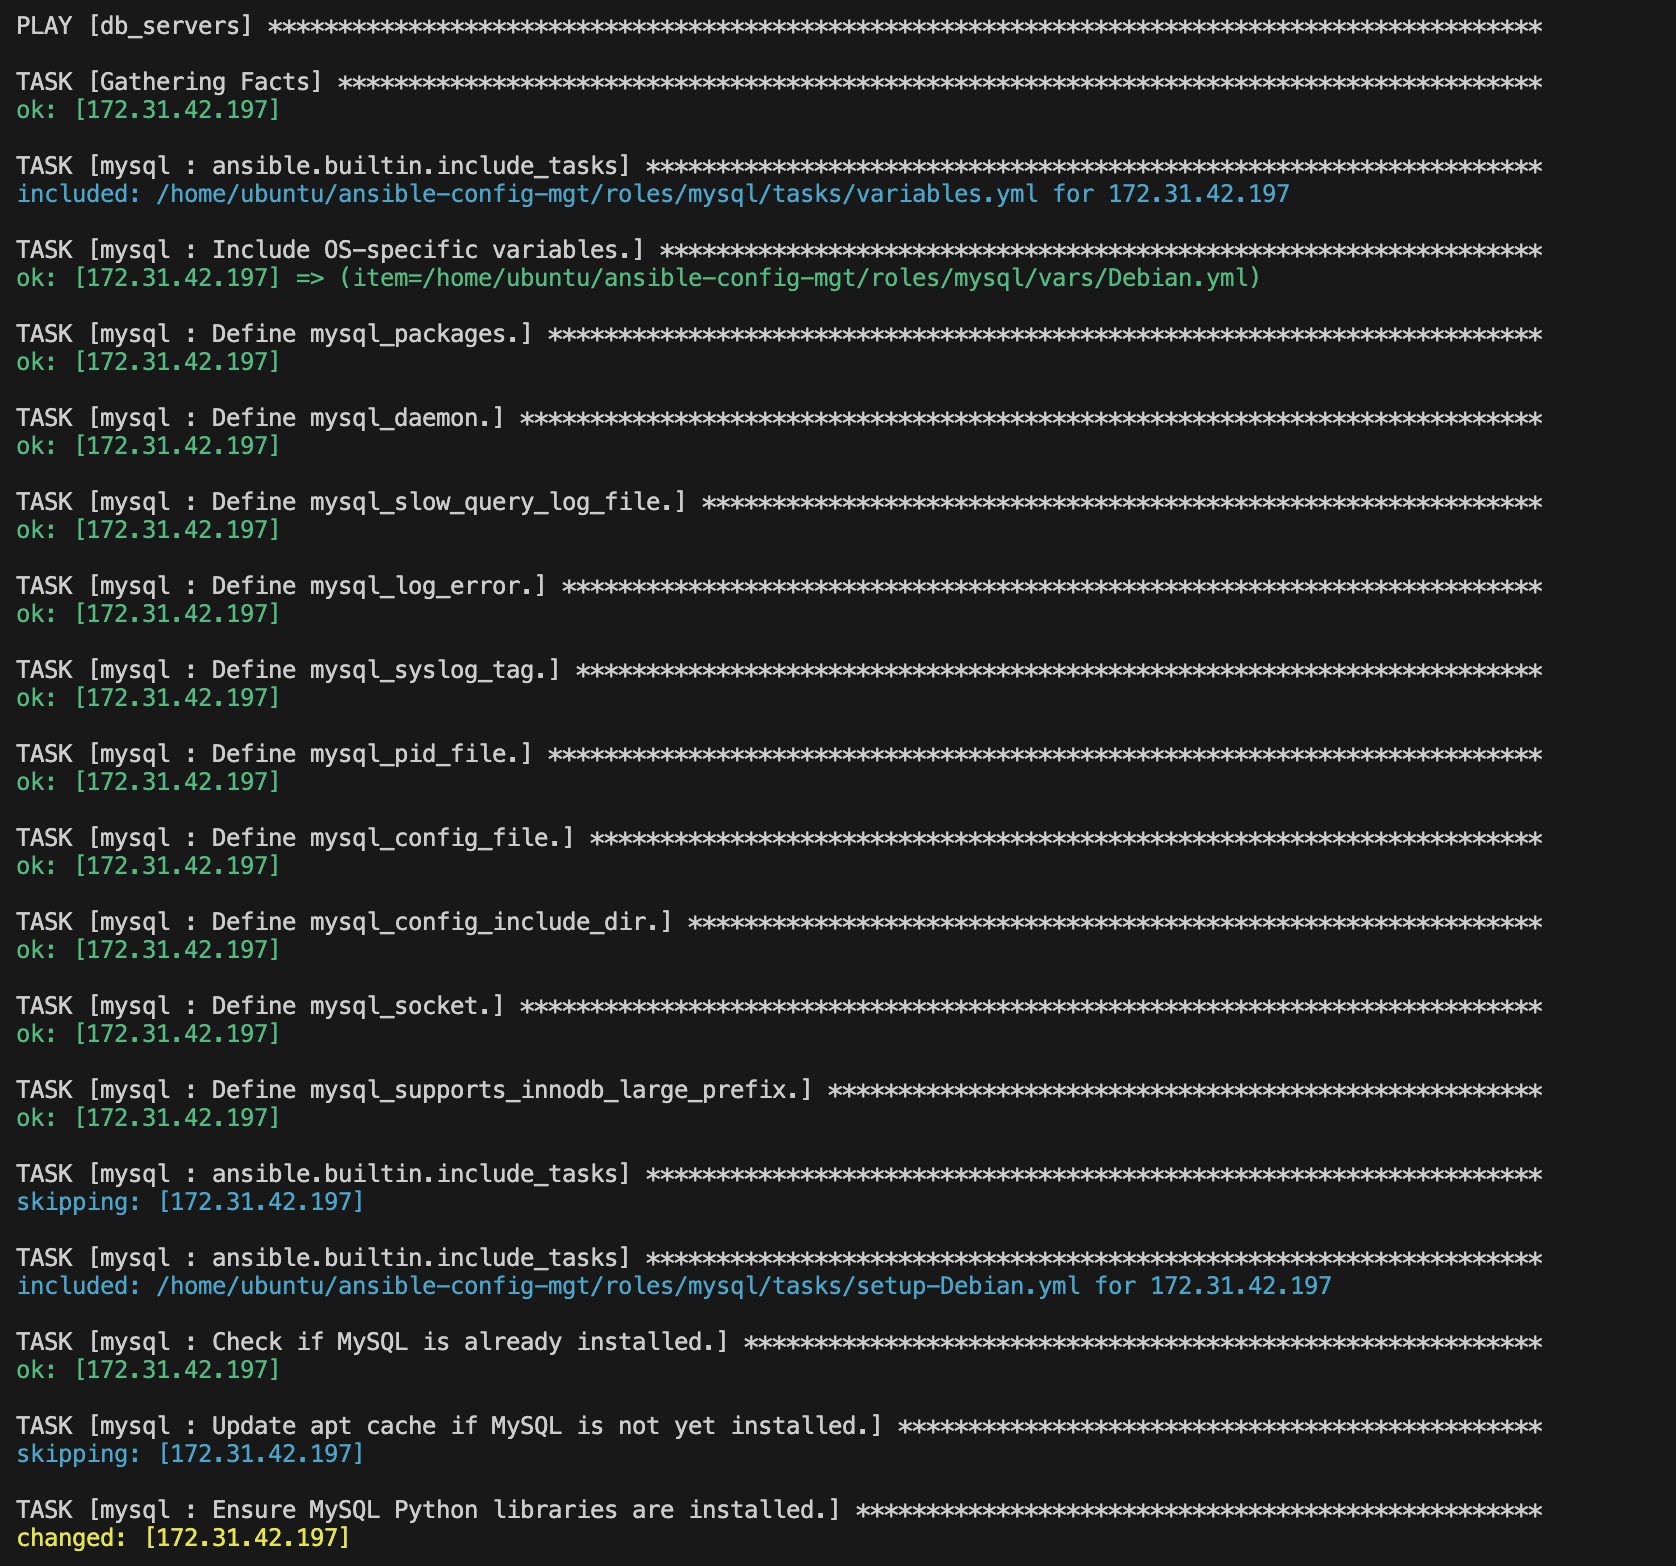 PLAY [db_servers] *******************************************************************************************
TASK [Gathering Facts] **************************************************************************************
ok: [172.31.42.197]
TASK [mysql : ansible.builtin.include_tasks] ****************************************************************
included: /home/ubuntu/ansible-config-mgt/roles/mysql/tasks/variables.yml for 172.31.42.197
TASK [mysql : Include OS-specific variables.] ***************************************************************
ok: [172.31.42.197] => (item=/home/ubuntu/ansible-config-mgt/roles/mysql/vars/Debian.yml)
TASK [mysql : Define mysql_packages.] ***********************************************************************
ok: [172.31.42.197]
TASK [mysql : Define mysql_daemon.] *************************************************************************
ok: [172.31.42.197]
TASK [mysql : Define mysql_slow_query_log_file.] ************************************************************
ok: [172.31.42.197]
TASK [mysql : Define mysql_log_error.] **********************************************************************
ok: [172.31.42.197]
TASK [mysql : Define mysql_syslog_tag.] *********************************************************************
ok: [172.31.42.197]
TASK [mysql : Define mysql_pid_file.] ***********************************************************************
ok: [172.31.42.197]
TASK [mysql : Define mysql_config_file.] ********************************************************************
ok: [172.31.42.197]
TASK [mysql : Define mysql_config_include_dir.] *************************************************************
ok: [172.31.42.197]
TASK [mysql : Define mysql_socket.] *************************************************************************
ok: [172.31.42.197]
TASK [mysql : Define mysql_supports_innodb_large_prefix.] ***************************************************
ok: [172.31.42.197]
TASK [mysql : ansible.builtin.include_tasks] ****************************************************************
skipping: [172.31.42.197]
TASK [mysql : ansible.builtin.include_tasks] ****************************************************************
included: /home/ubuntu/ansible-config-mgt/roles/mysql/tasks/setup-Debian.yml for 172.31.42.197
TASK [mysql : Check if MySQL is already installed.] *********************************************************
ok: [172.31.42.197]
TASK [mysql : Update apt cache if MySQL is not yet installed.] **********************************************
skipping: [172.31.42.197]
TASK [mysql : Ensure MySQL Python libraries are installed.] *************************************************
changed: [172.31.42.197]